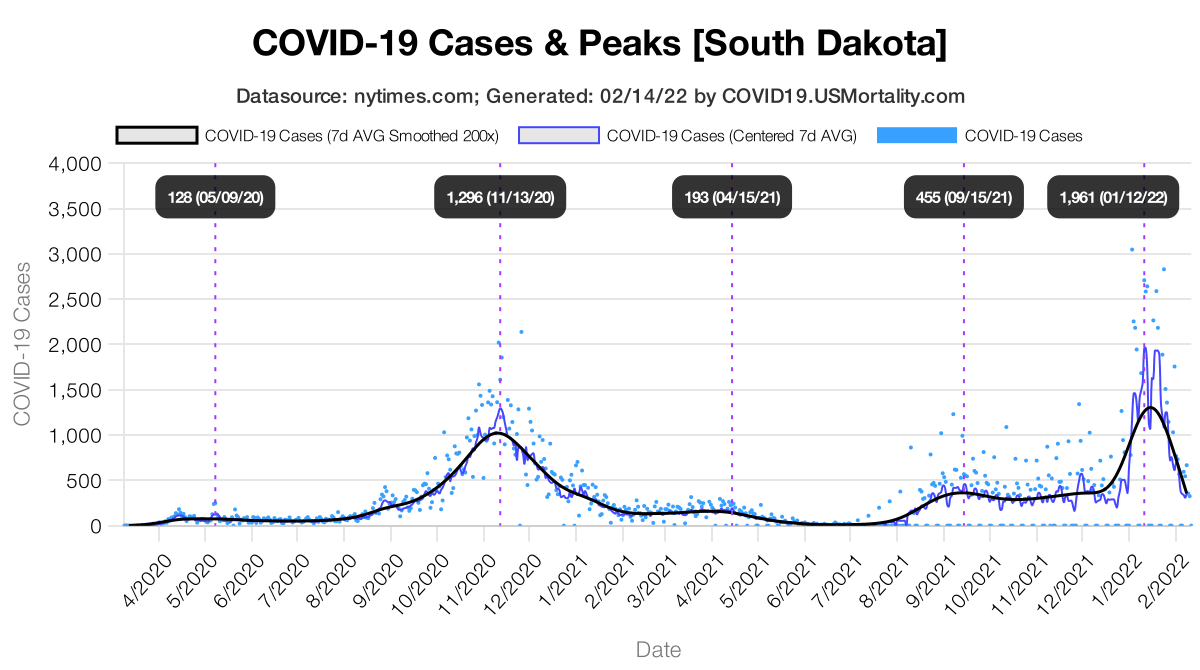 COVID-19 Cases & Peaks [South Dakota]
Datasource: nytimes.com; Generated: 02/14/22 by COVID19.USMortality.com
COVID-19 Cases (7d AVG Smoothed 200x) COVID-19 Cases (Centered 7d AVG) COVID-19 Cases
4,000
128 (05/09/20) 1,296 (11/13/20) 193 (04/15/21) 455 (09/15/21) 1,961 (01/12/22)
3,500
3,000
2,500
2,000
1,500
1,000
500
0
COVID-19 Cases
4/2020 5/2020 6/2020 7/2020 8/2020 9/2020 10/2020 11/2020 12/2020 1/2021 2/2021 3/2021 4/2021 5/2021 6/2021 7/2021 8/2021 9/2021 10/2021 11/2021 12/2021 1/2022 2/2022
Date